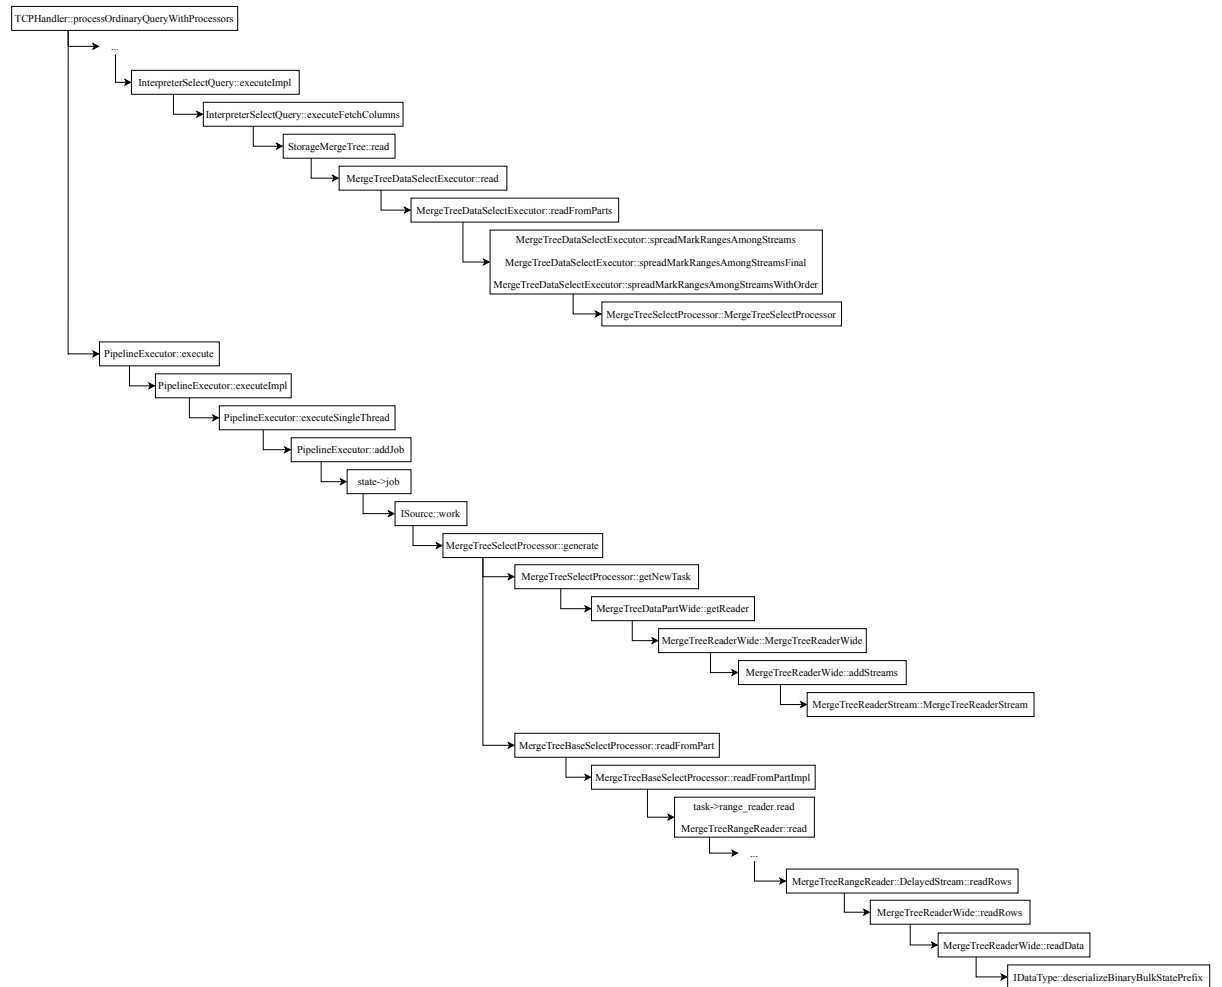 TCPHandler::processOrdinaryQueryWithProcessors
...
InterpreterSelectQuery::executeImpl
InterpreterSelectQuery::executeFetchColumns
StorageMergeTree::read
MergeTreeDataSelectExecutor::read
MergeTreeDataSelectExecutor::readFromParts
MergeTreeDataSelectExecutor::spreadMarkRangesAmongStreams
MergeTreeDataSelectExecutor::spreadMarkRangesAmongStreamsFinal
MergeTreeDataSelectExecutor::spreadMarkRangesAmongStreamsWithOrder
MergeTreeSelectProcessor::MergeTreeSelectProcessor
PipelineExecutor::execute
PipelineExecutor::executeImpl
PipelineExecutor::executeSingleThread
PipelineExecutor::addJob
state->job
ISource::work
MergeTreeSelectProcessor::generate
MergeTreeSelectProcessor::getNewTask
MergeTreeDataPartWide::getReader
MergeTreeReaderWide::MergeTreeReaderWide
MergeTreeReaderWide::addStreams
MergeTreeReaderStream::MergeTreeReaderStream
MergeTreeBaseSelectProcessor::readFromPart
MergeTreeBaseSelectProcessor::readFromPartImpl
task->range_reader.read
MergeTreeRangeReader::read
...
MergeTreeRangeReader::DelayedStream::readRows
MergeTreeReaderWide::readRows
MergeTreeReaderWide::readData
IDataType::deserializeBinaryBulkStatePrefix